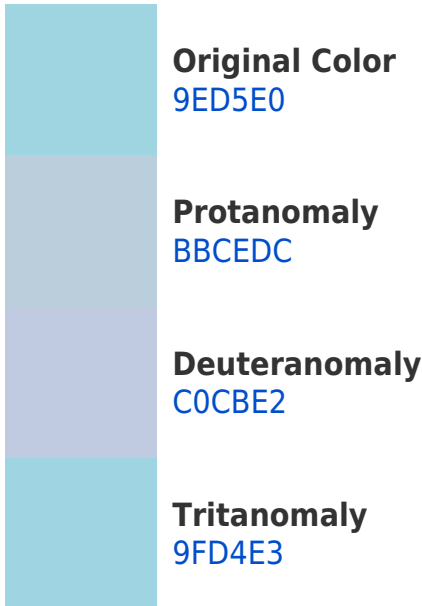 Original Color
9ED5E0
Protanomaly
BBCEDC
Deuteranomaly
C0CBE2
Tritanomaly
9FD4E3